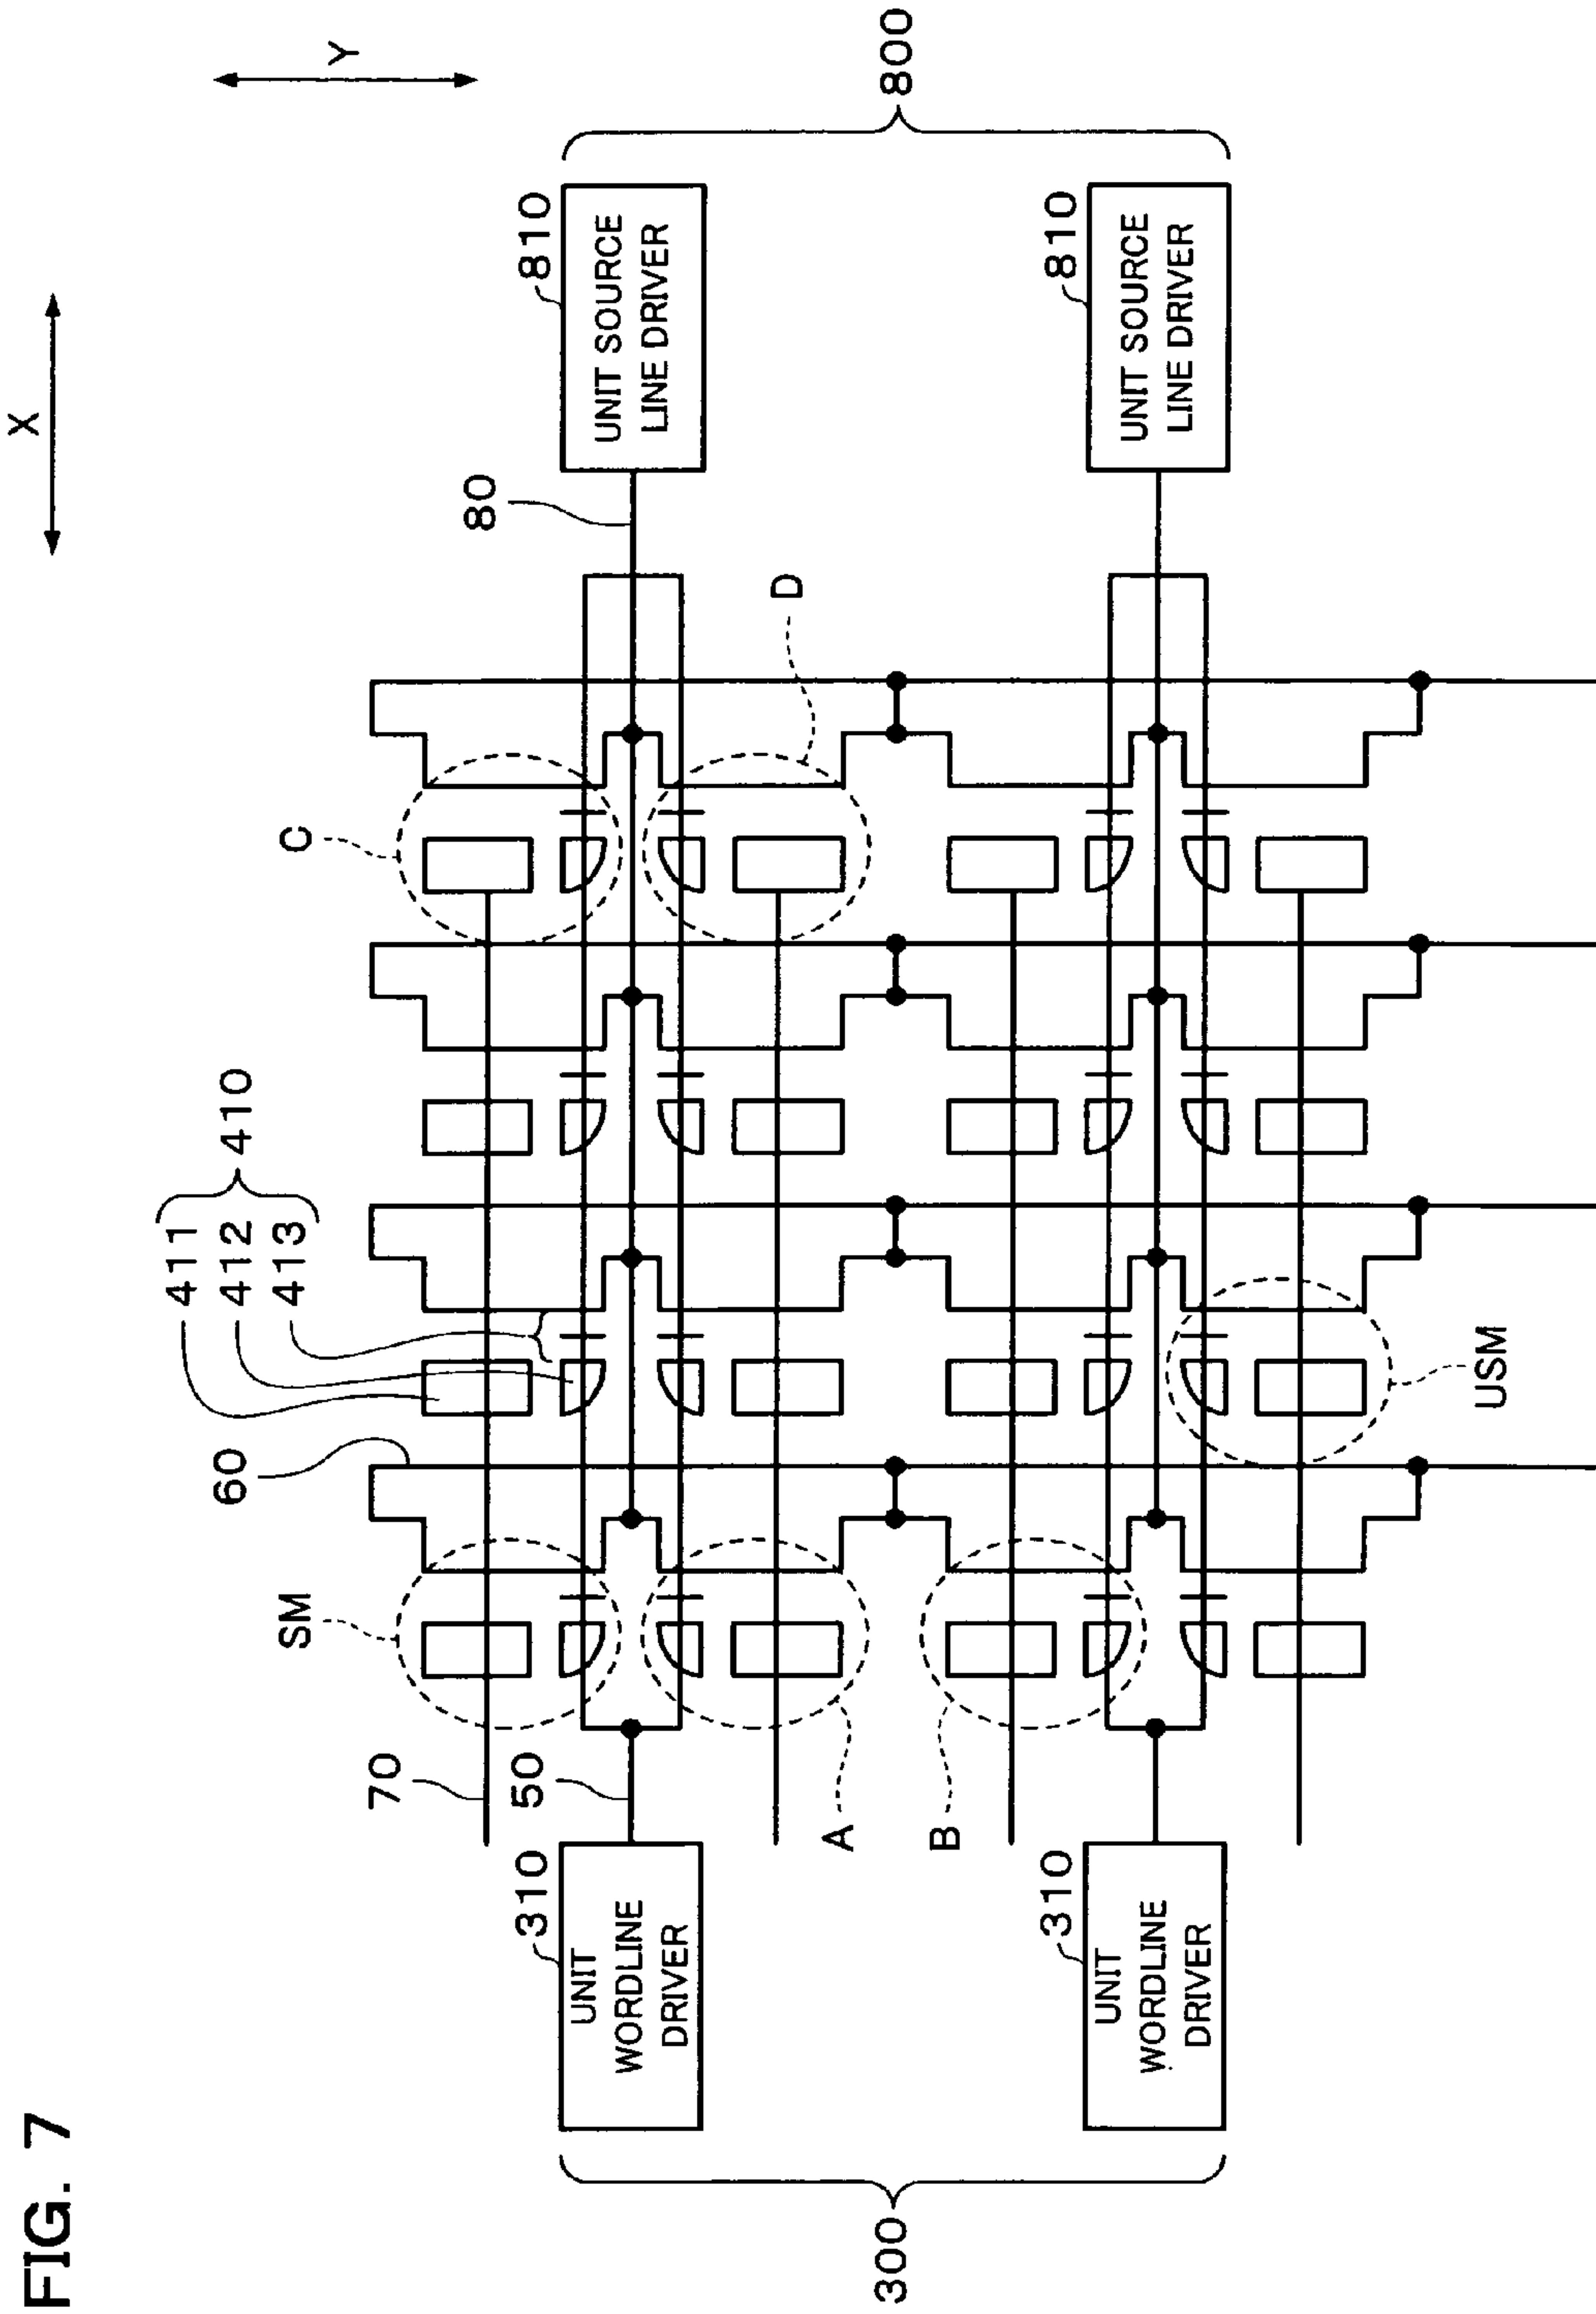 FIG. 7
X
Y
411
412
413
410
60
SM
C
D
80
70
50
310
UNIT
WORDLINE
DRIVER
810
UNIT SOURCE
LINE DRIVER
A
B
USM
310
UNIT
WORDLINE
DRIVER
810
UNIT SOURCE
LINE DRIVER
300
800